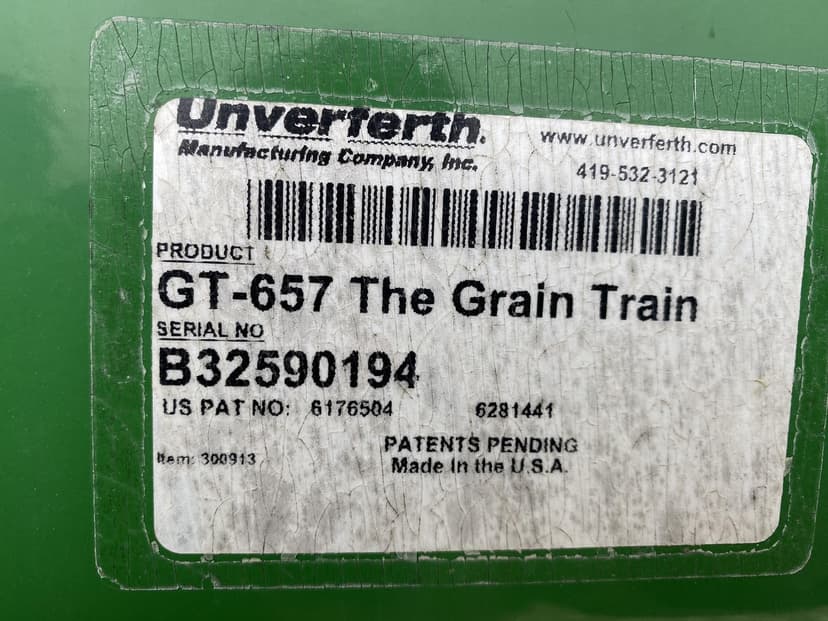 Unverferth.
Manufacturing Company, Inc.
www.unverferth.com
419-532-3121
PRODUCT
GT-657 The Grain Train
SERIAL NO
B32590194
US PAT NO: 6176504 6281441
PATENTS PENDING
Item: 300913
Made In the U.S.A.